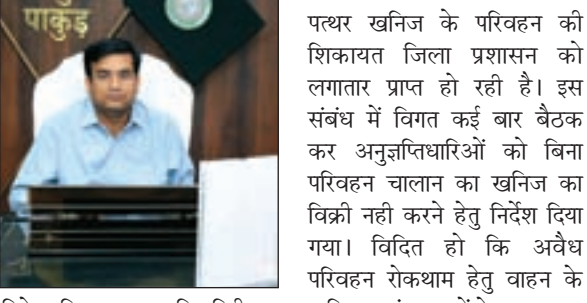 पाकुड़
पत्थर खनिज के परिवहन की
शिकायत जिला प्रशासन को
लगातार प्राप्त हो रही है। इस
संबंध में विगत कई बार बैठक
कर अनुज्ञप्तिधारिओं को बिना
परिवहन चालान का खनिज का
विक्री नही करने हेतु निर्देश दिया
गया। विदित हो कि अवैध
परिवहन रोकथाम हेतु वाहन के